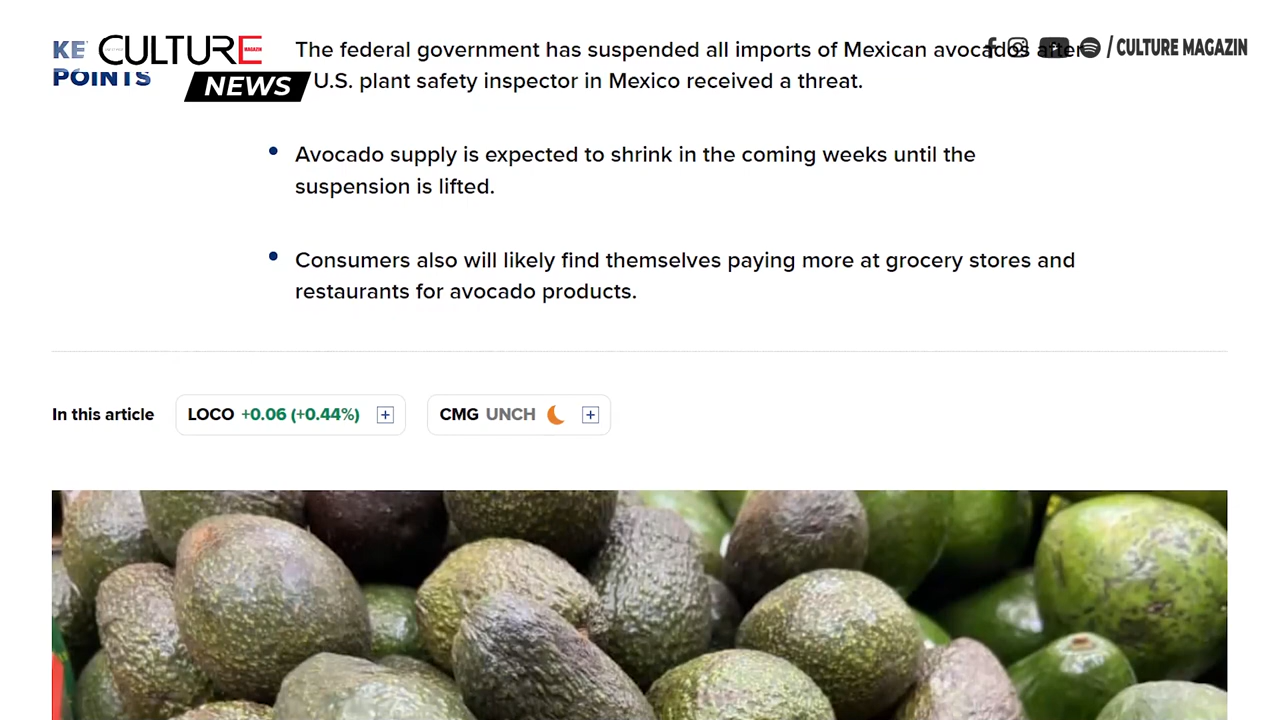 KE
POINTS
CULTURE
MAGAZIN
NEWS
/ CULTURE MAGAZIN
The federal government has suspended all imports of Mexican avocados after
U.S. plant safety inspector in Mexico received a threat.
Avocado supply is expected to shrink in the coming weeks until the
suspension is lifted.
Consumers also will likely find themselves paying more at grocery stores and
restaurants for avocado products.
In this article
LOCO +0.06 (+0.44%) +
CMG UNCH +